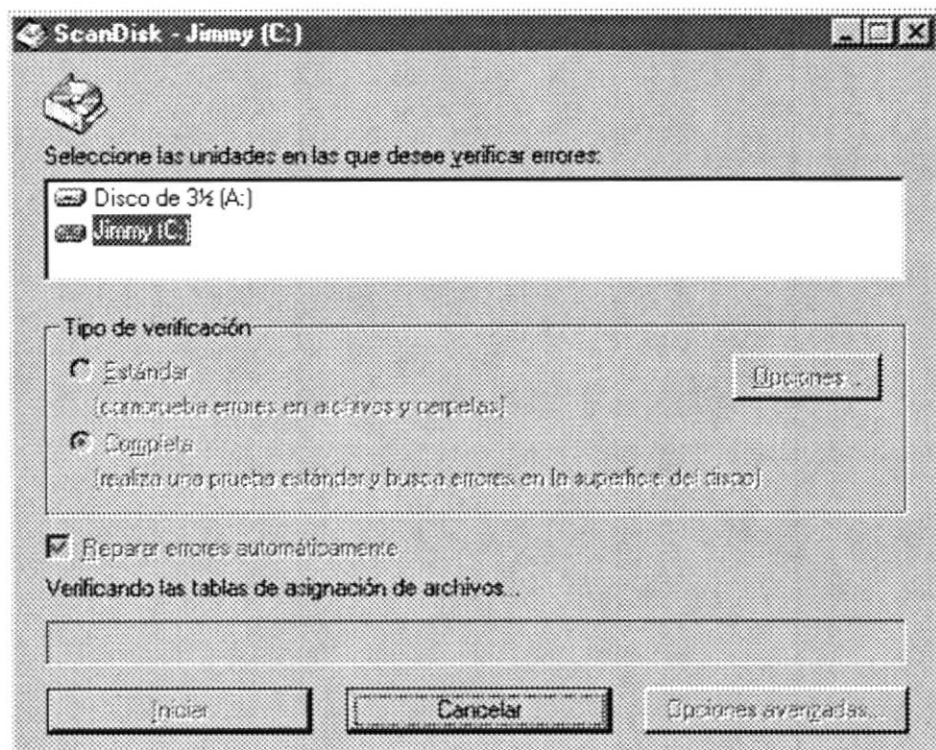 ScanDisk - Jimmy (C:)
Seleccione las unidades en las que desee verificar errores:
Disco de 3½ (A:)
Jimmy (C:)
Tipo de verificación
Estándar
Opciones...
(comprueba errores en archivos y carpetas)
Completa
(realiza una prueba estándar y busca errores en la superficie del disco)
Reparar errores automáticamente
Verificando las tablas de asignación de archivos...
Iniciar
Cancelar
Opciones avanzadas...